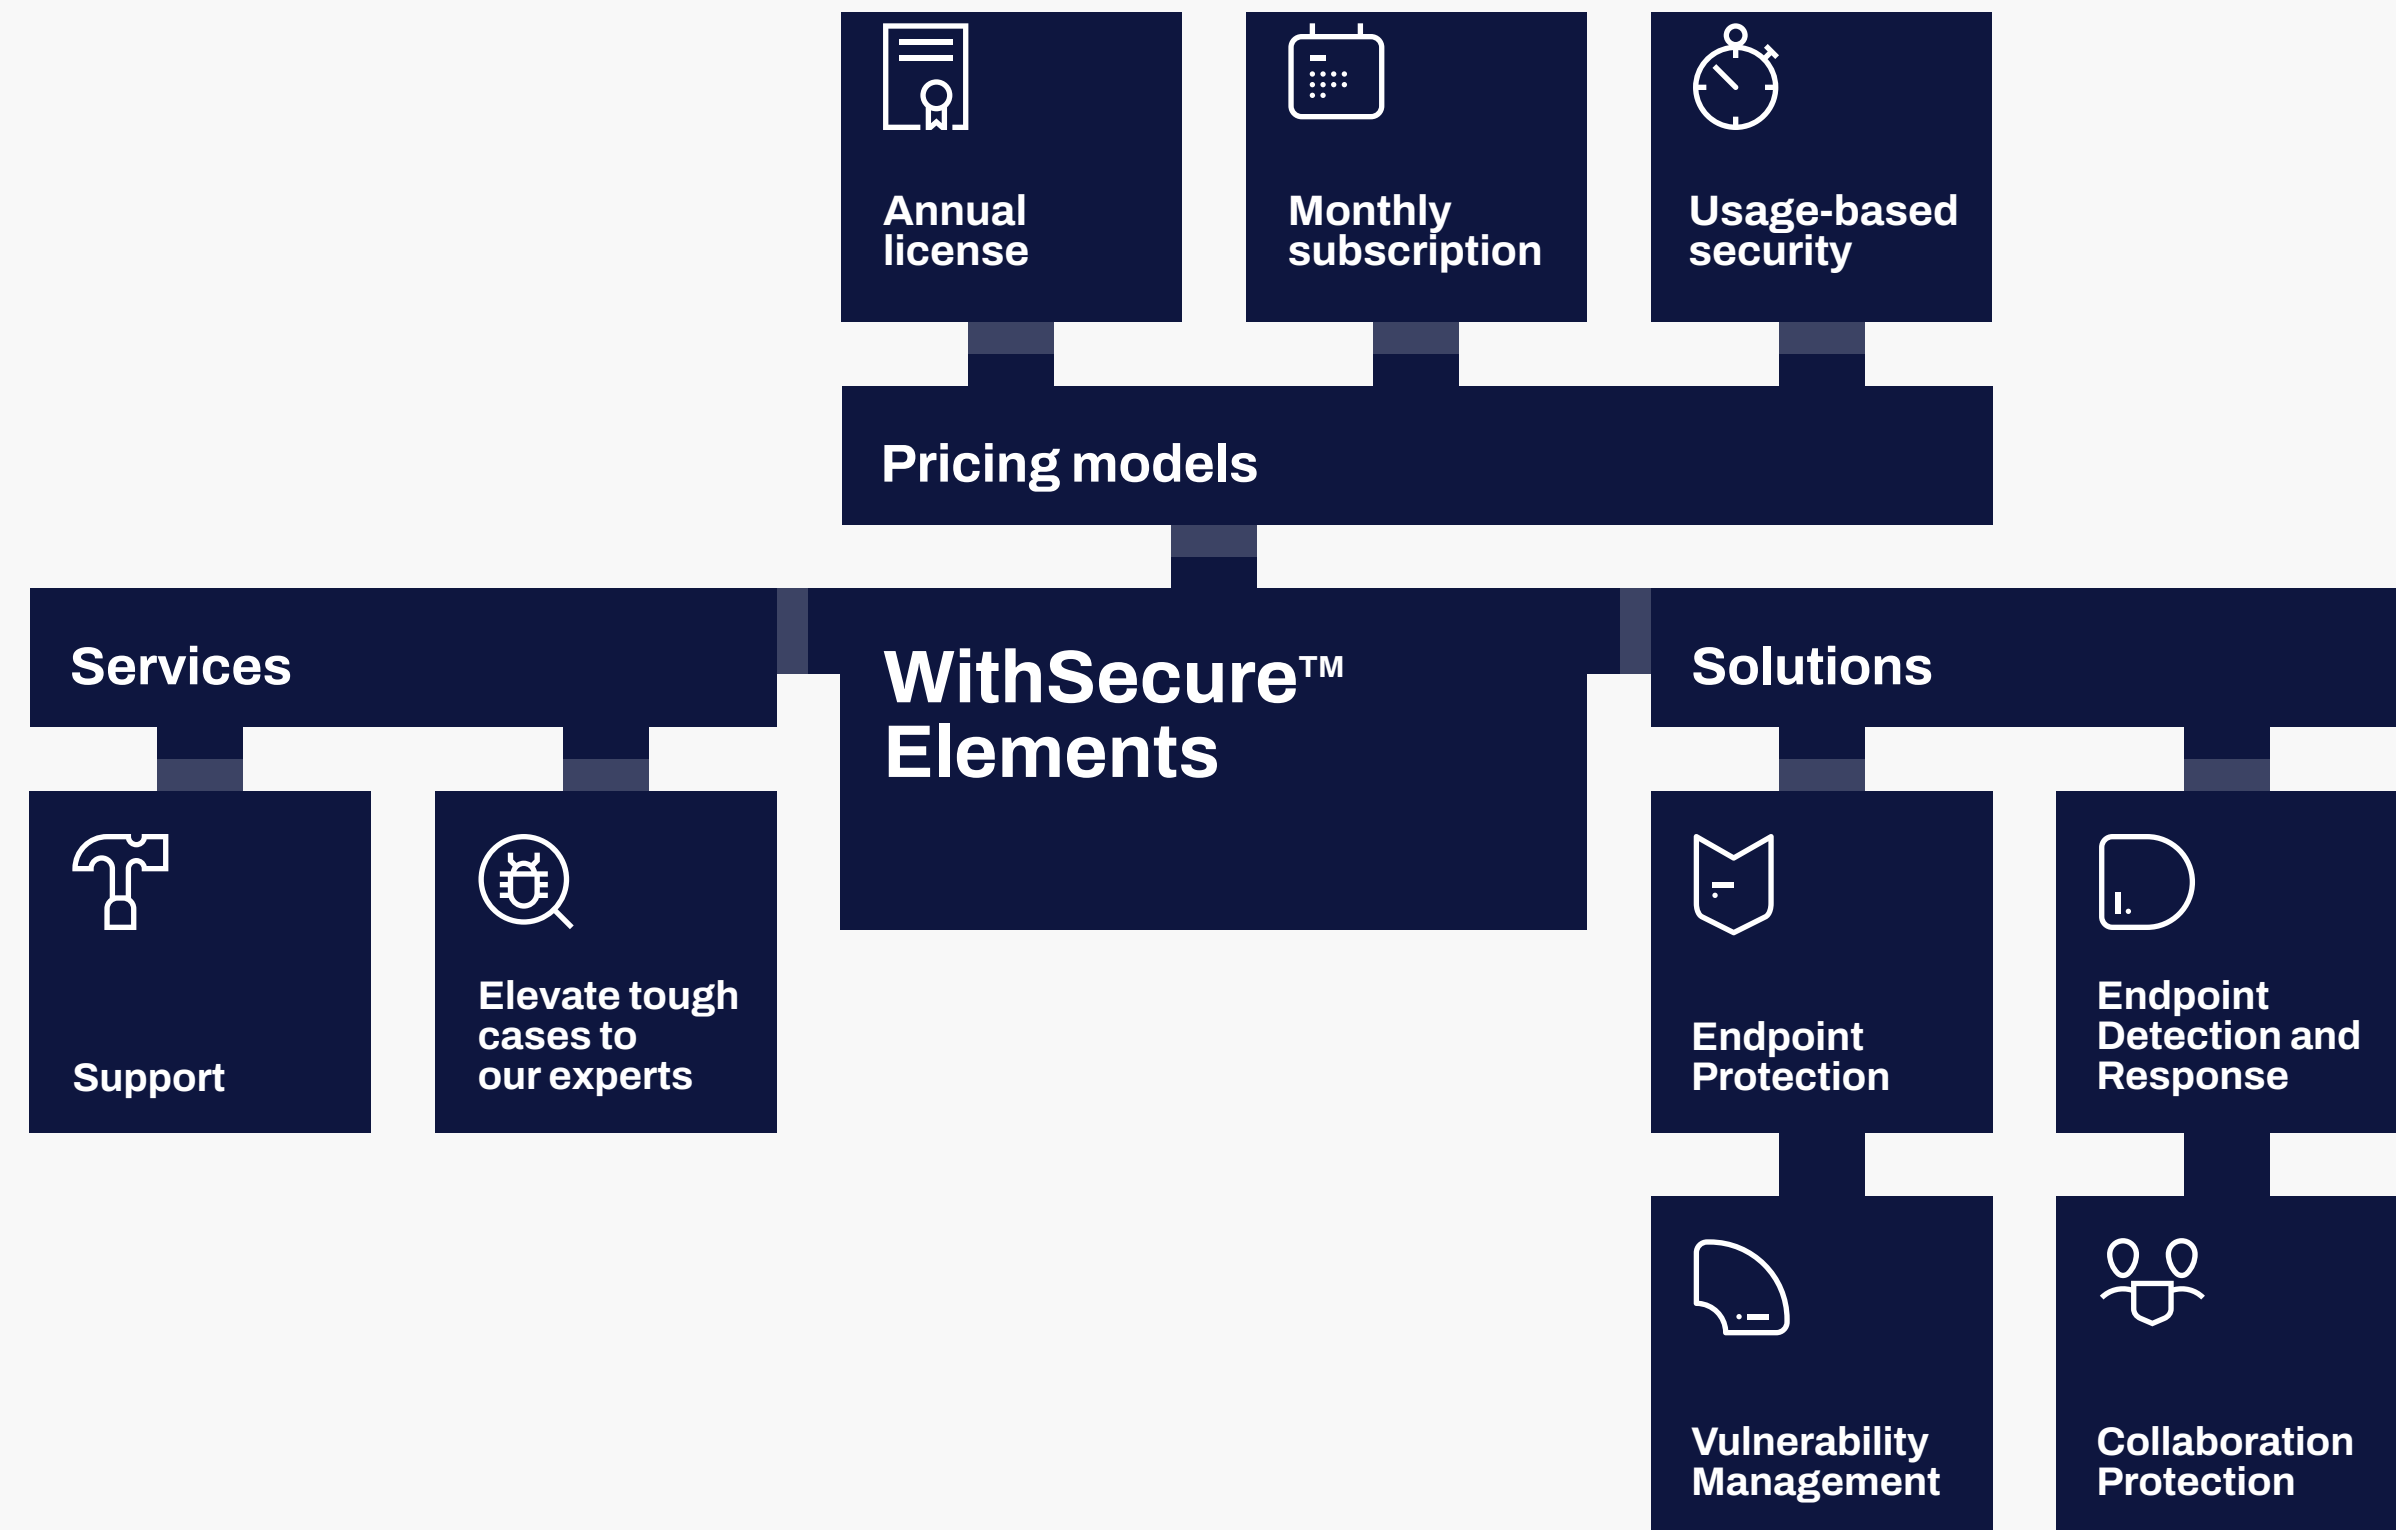 Annual
license
Monthly
subscription
Usage-based
security
Pricing models
Services
WithSecure™
Elements
Solutions
Support
Elevate tough
cases to
our experts
Endpoint
Protection
Endpoint
Detection and
Response
Vulnerability
Management
Collaboration
Protection